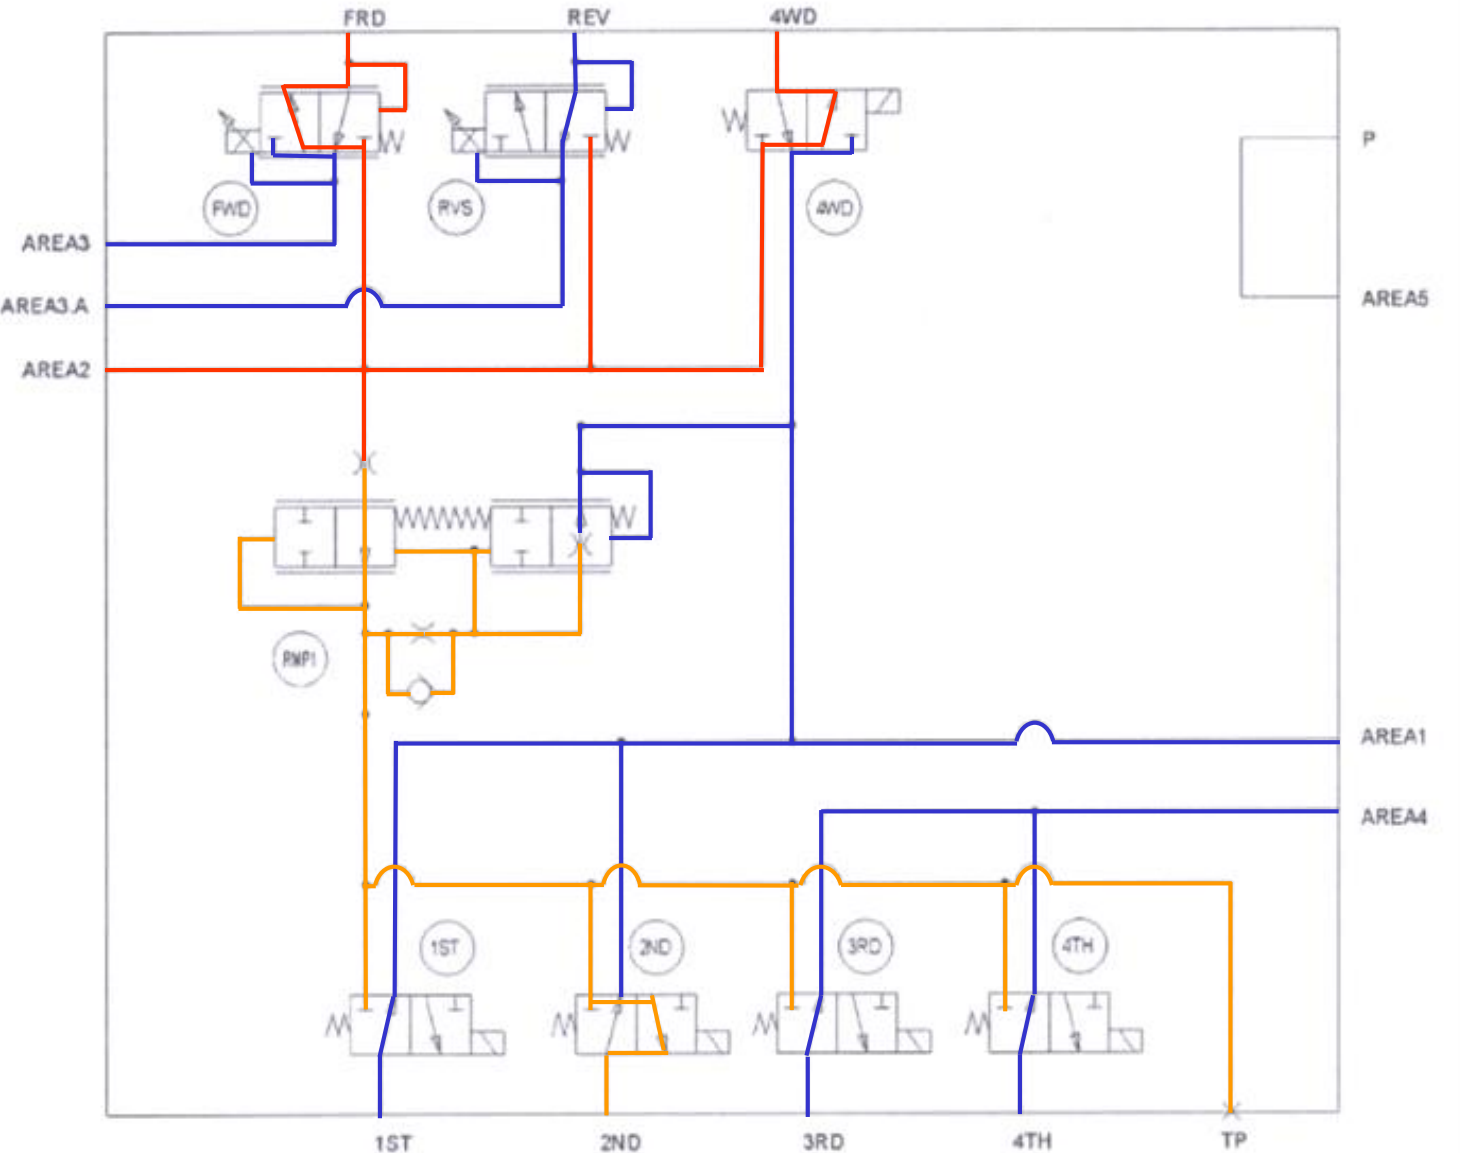 FRD
REV
4WD
P
FWD
RVS
4WD
AREA3
AREA3.A
AREA5
AREA2
RMP1
AREA1
AREA4
1ST
2ND
3RD
4TH
1ST
2ND
3RD
4TH
TP